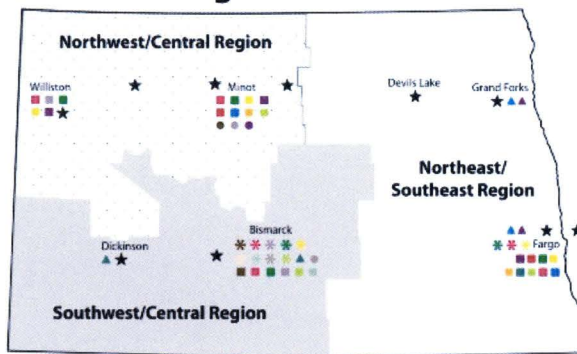 Northwest/Central Region
Williston
Minot
Devils Lake
Grand Forks
Northeast/
Southeast Region
Dickinson
Bismarck
Fargo
Southwest/Central Region